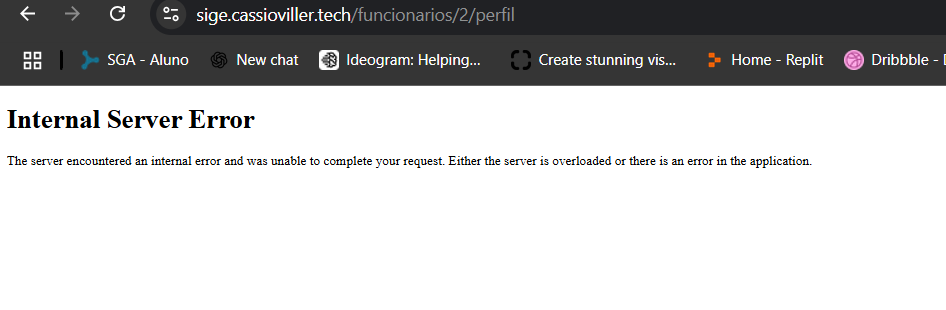 sige.cassioviller.tech/funcionarios/2/perfil
SGA - Aluno New chat Ideogram: Helping... Create stunning vis... Home - Replit Dribbble -
Internal Server Error
The server encountered an internal error and was unable to complete your request. Either the server is overloaded or there is an error in the application.